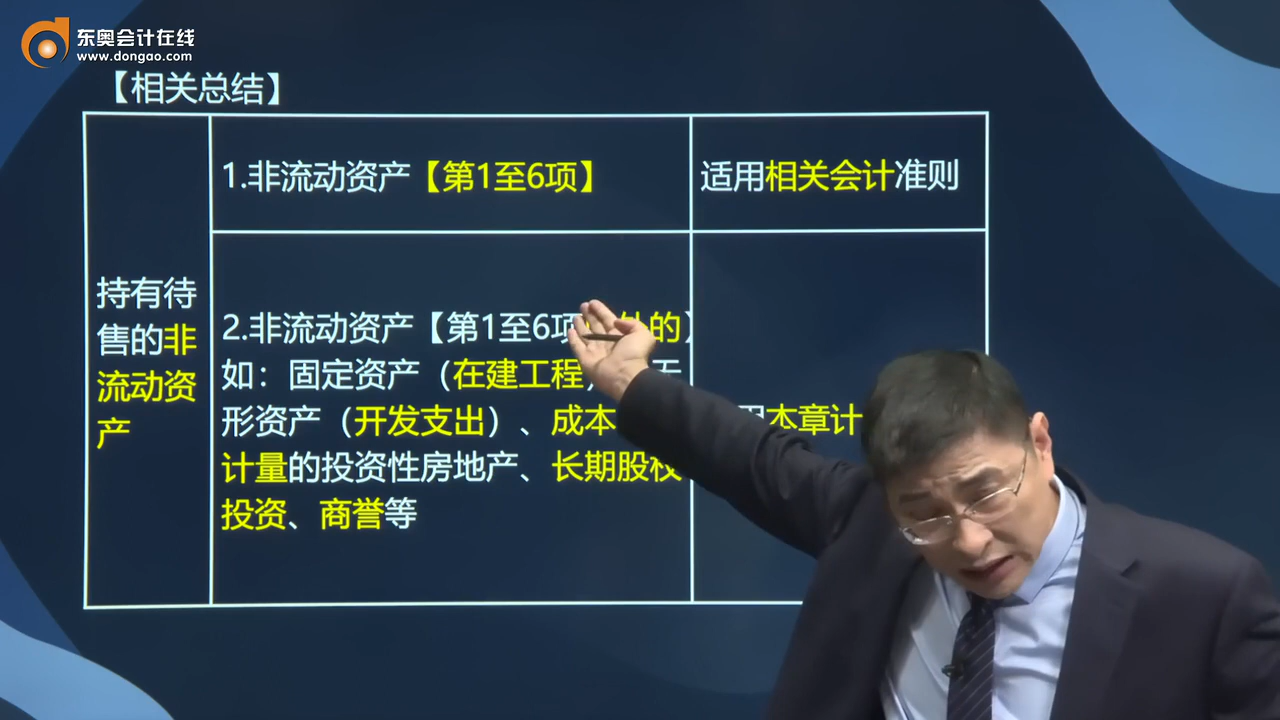 东奥会计在线
www.dongao.com
【相关总结】
1.非流动资产【第1至6项】
适用相关会计准则
持有待
售的非
流动资
产
2.非流动资产【第1至6项 外的】
如：固定资产（在建工程）
形资产（开发支出）、成本
计量的投资性房地产、长期股权
投资、商誉等
本章计